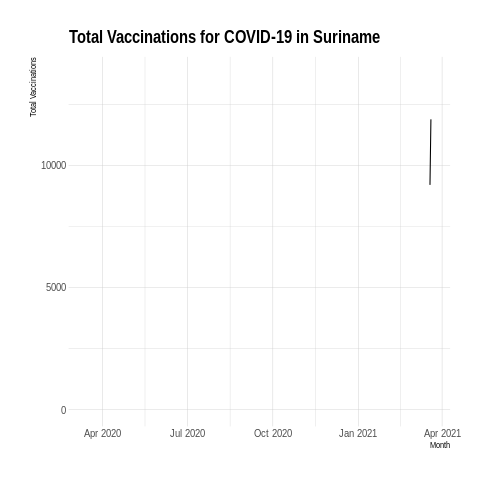 Total Vaccinations for COVID-19 in Suriname
Total Vaccinations
10000
5000
0
Apr 2020 Jul 2020 Oct 2020 Jan 2021 Apr 2021
Month